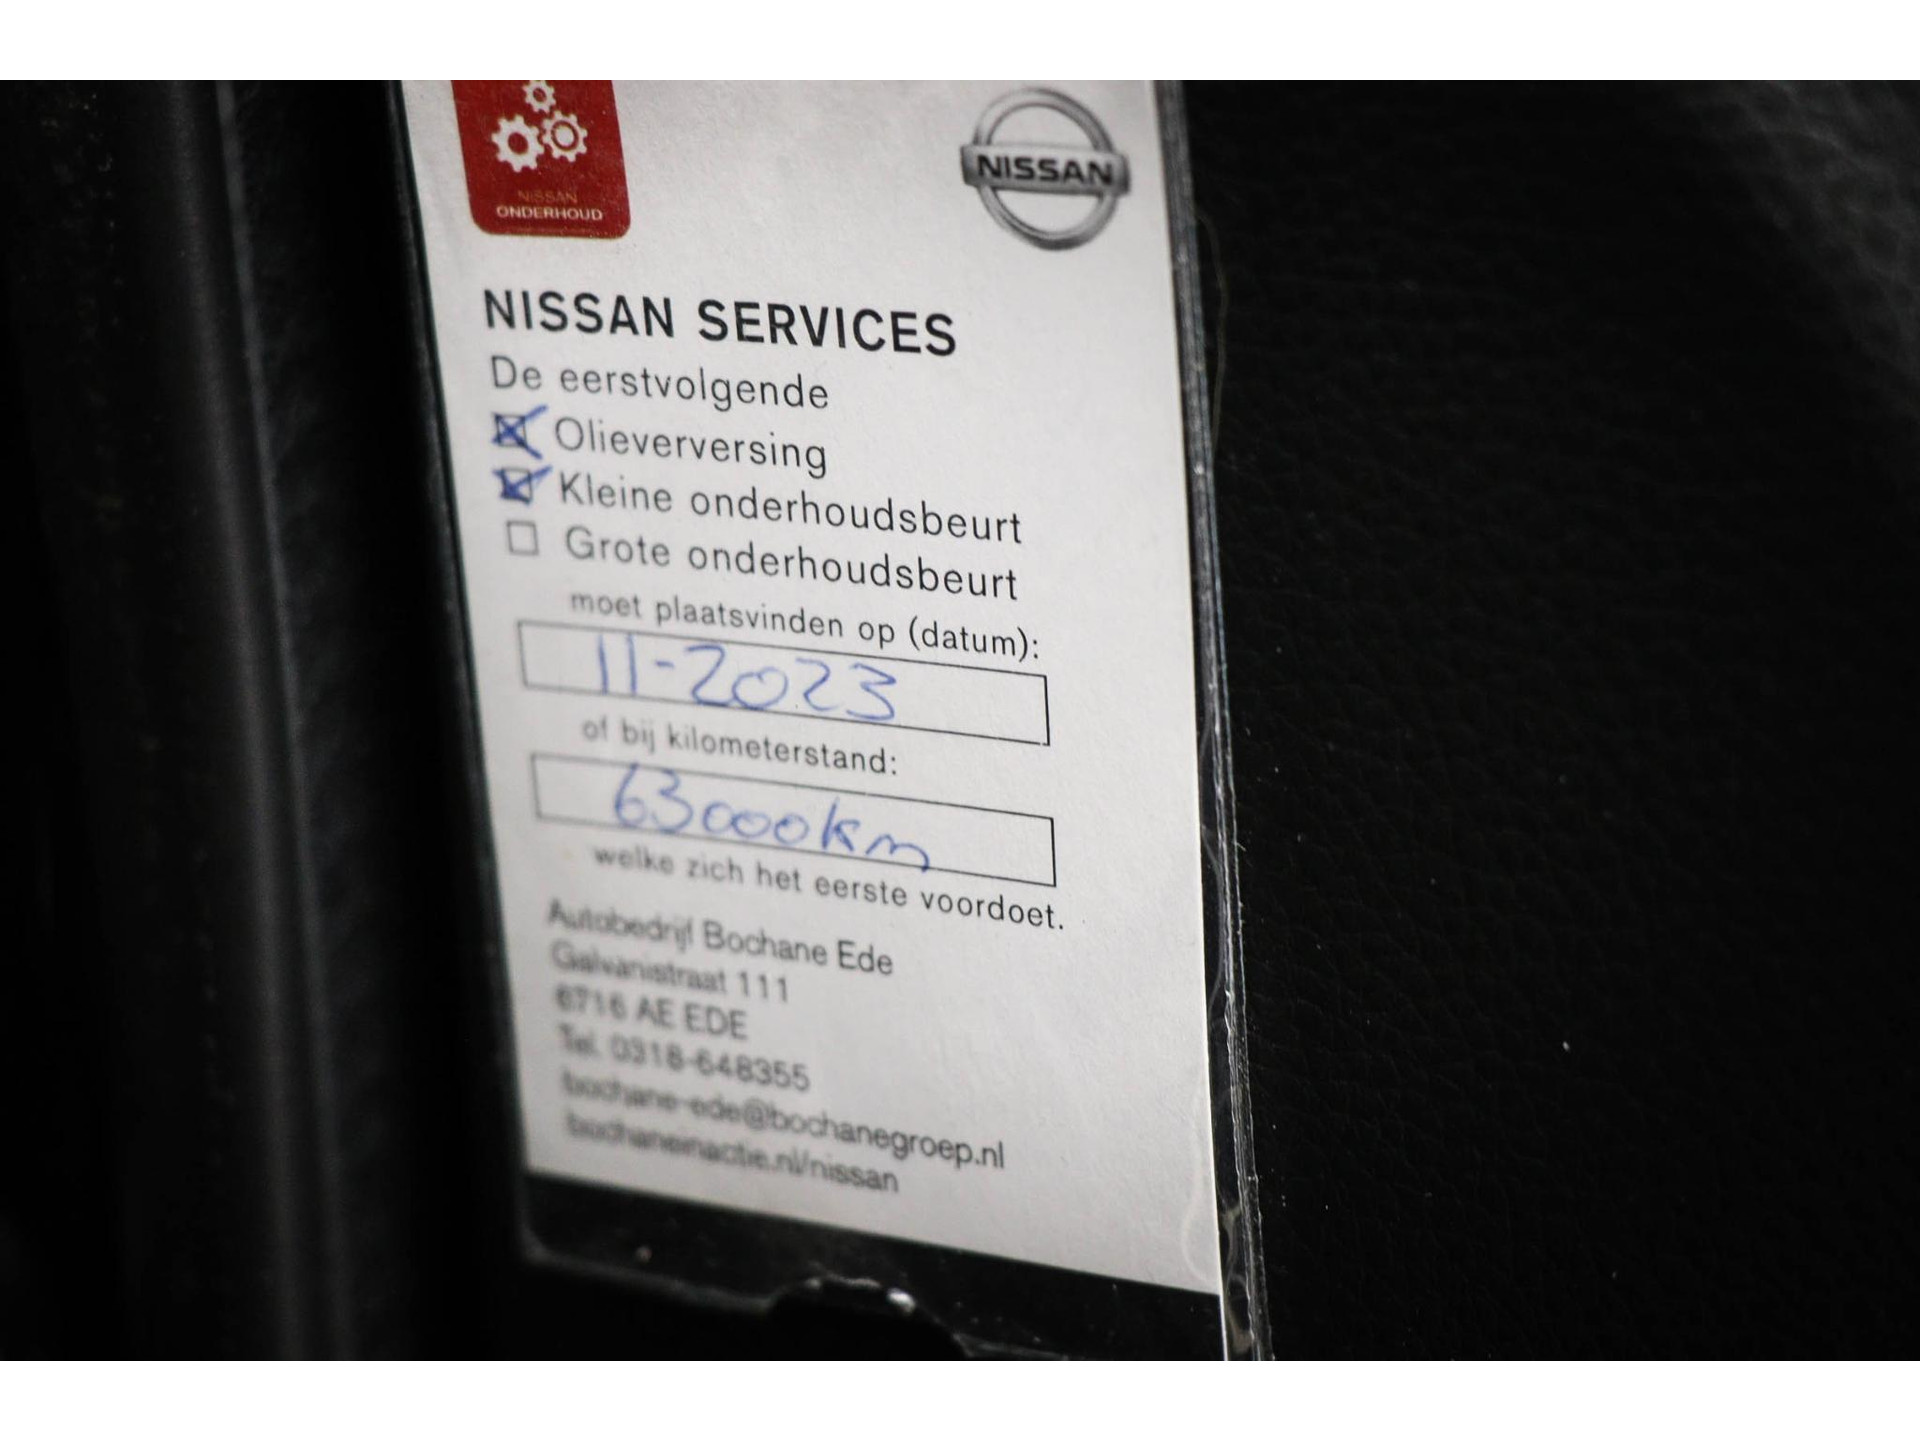 NISSAN
ONDERHOUD
NISSAN
NISSAN SERVICES
De eerstvolgende
Olieverversing
Kleine onderhoudsbeurt
Grote onderhoudsbeurt
moet plaatsvinden op (datum):
11-2023
of bij kilometerstand:
63000km
welke zich het eerste voordoet.
Autobedrijf Bochane Ede
Galvanistraat 111
6716 AE EDE
Tel. 0318-648355
bochane-ede@bochanegroep.nl
bochaneinactie.nl/nissan